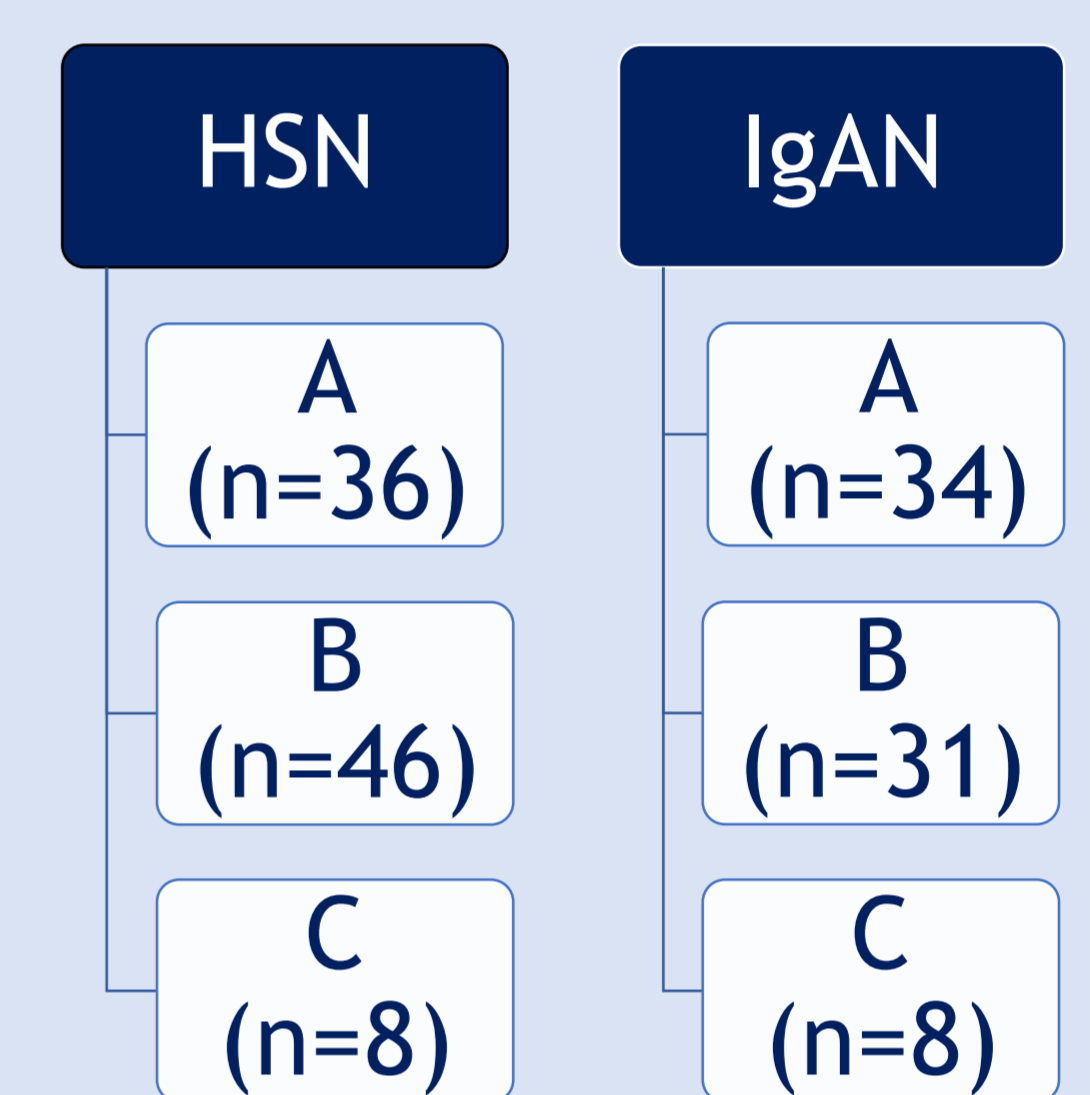 HSN
A
(n=36)
B
(n=46)
C
(n=8)
IgAN
A
(n=34)
B
(n=31)
C
(n=8)